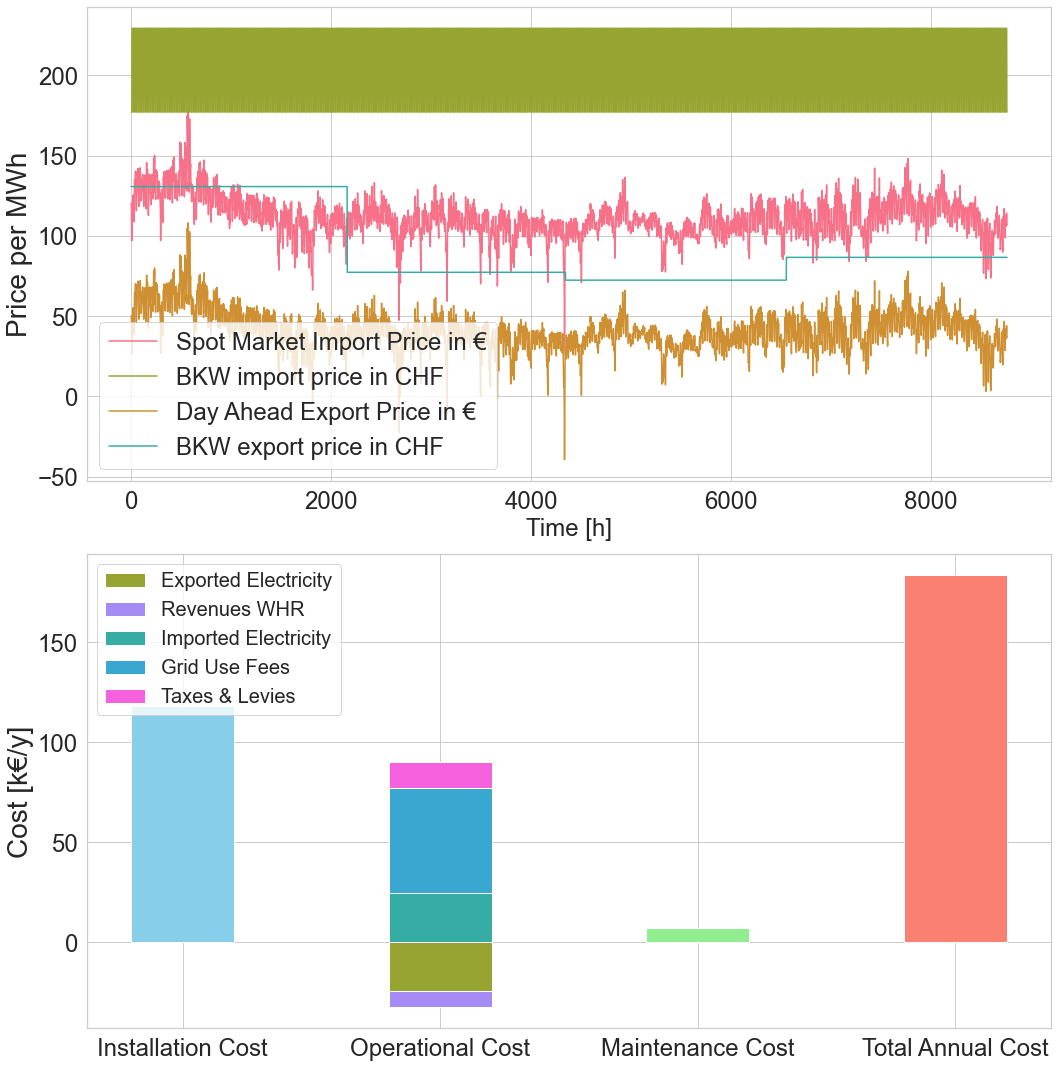 200
150
100
50
0
−50
Price per MWh
Spot Market Import Price in €
BKW import price in CHF
Day Ahead Export Price in €
BKW export price in CHF
0 2000 4000 6000 8000
Time [h]
150
100
50
0
Cost [k€/y]
Exported Electricity
Revenues WHR
Imported Electricity
Grid Use Fees
Taxes & Levies
Installation Cost Operational Cost Maintenance Cost Total Annual Cost